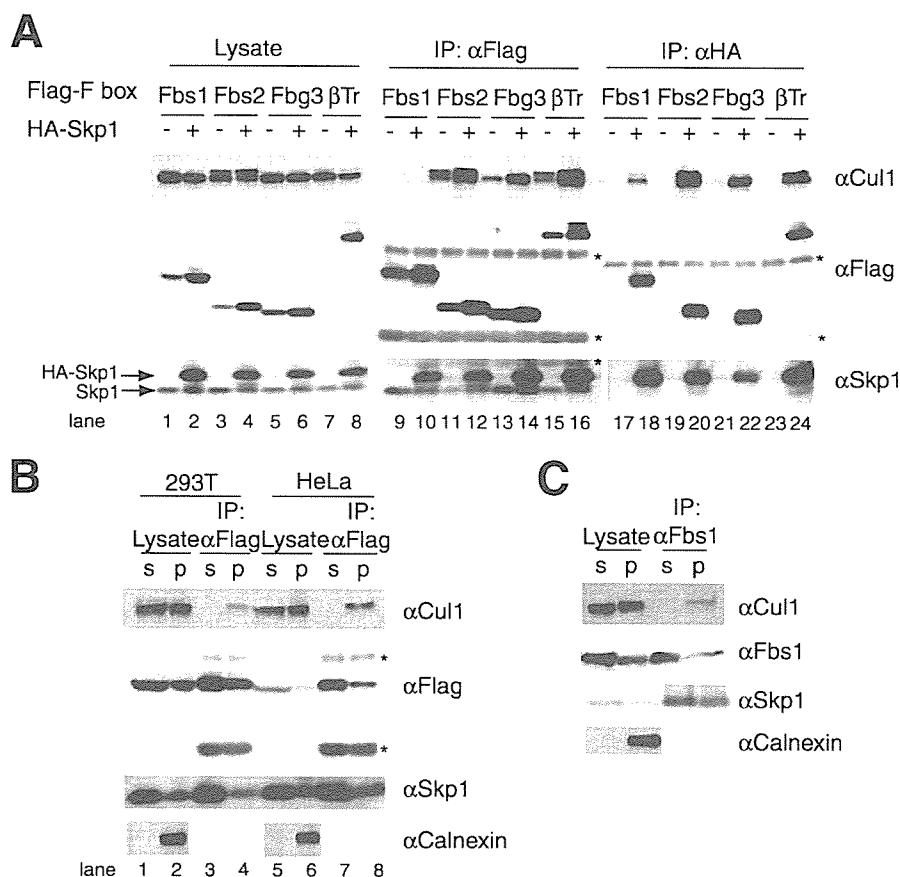 A
Lysate IP: αFlag IP: αHA
Flag-F box Fbs1 Fbs2 Fbg3 βTr Fbs1 Fbs2 Fbg3 βTr Fbs1 Fbs2 Fbg3 βTr
HA-Skp1 - + - + - + - + - + - + - + - + - + - + - + - +
αCul1
*
*
αFlag
*
*
*
HA-Skp1
αSkp1
Skp1
lane 1 2 3 4 5 6 7 8 9 10 11 12 13 14 15 16 17 18 19 20 21 22 23 24
B
293T HeLa
IP: IP:
Lysate αFlag Lysate αFlag
s p s p s p s p
αCul1
*
αFlag
*
αSkp1
αCalnexin
lane 1 2 3 4 5 6 7 8
C
IP:
Lysate αFbs1
s p s p
αCul1
αFbs1
αSkp1
αCalnexin